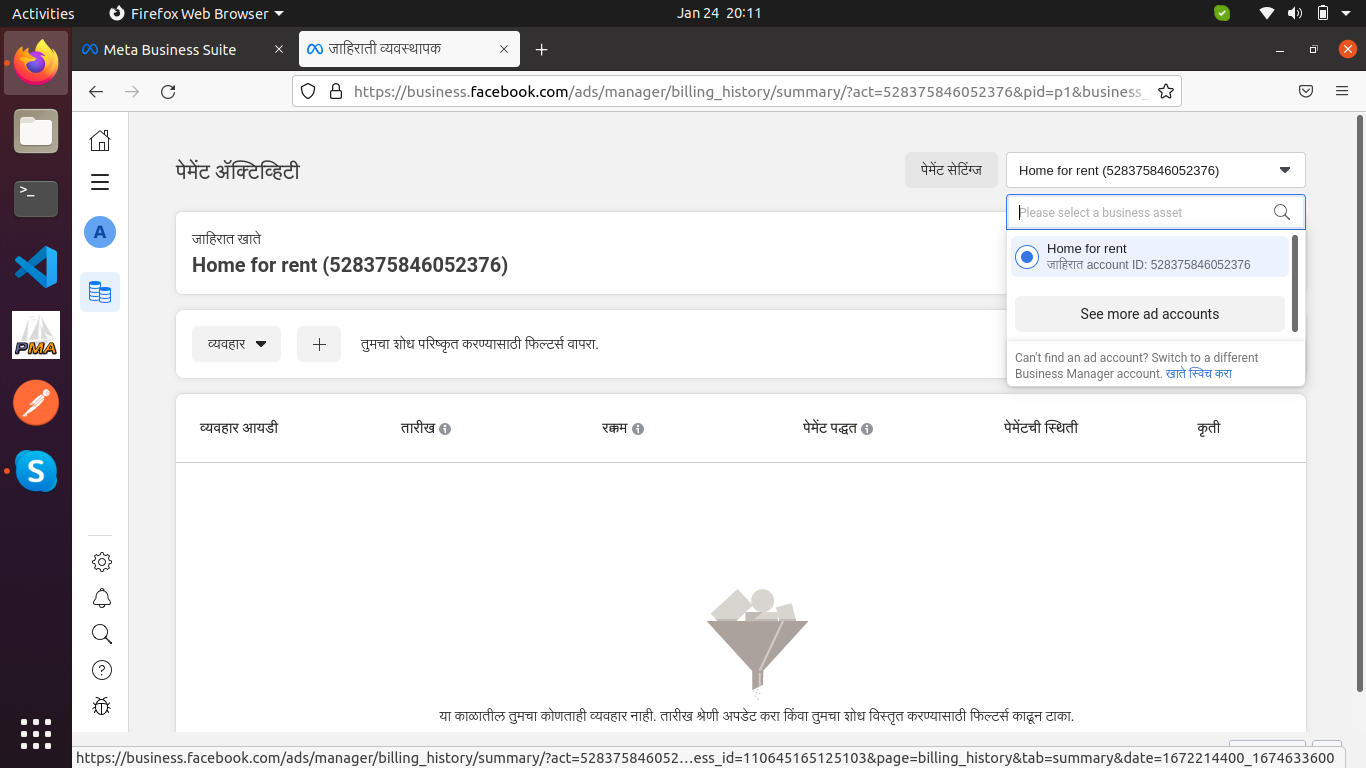 Activities
Firefox Web Browser
Jan 24 20:11
Meta Business Suite
जाहिराती व्यवस्थापक
https://business.facebook.com/ads/manager/billing_history/summary/?act=528375846052376&pid=p1&business_
पेमेंट ॲक्टिव्हिटी
पेमेंट सेटिंग्ज
Home for rent (528375846052376)
Please select a business asset
Home for rent
जाहिरात account ID: 528375846052376
See more ad accounts
Can't find an ad account? Switch to a different
Business Manager account. खाते स्विच करा
A
जाहिरात खाते
Home for rent (528375846052376)
व्यवहार
तुमचा शोध परिष्कृत करण्यासाठी फिल्टर्स वापरा.
व्यवहार आयडी
तारीख
रक्कम
पेमेंट पद्धत
पेमेंटची स्थिती
कृती
या काळातील तुमचा कोणताही व्यवहार नाही. तारीख श्रेणी अपडेट करा किंवा तुमचा शोध विस्तृत करण्यासाठी फिल्टर्स काढून टाका.
https://business.facebook.com/ads/manager/billing_history/summary/?act=528375846052…ess_id=110645165125103&page=billing_history&tab=summary&date=1672214400_1674633600
>_
PMA
S